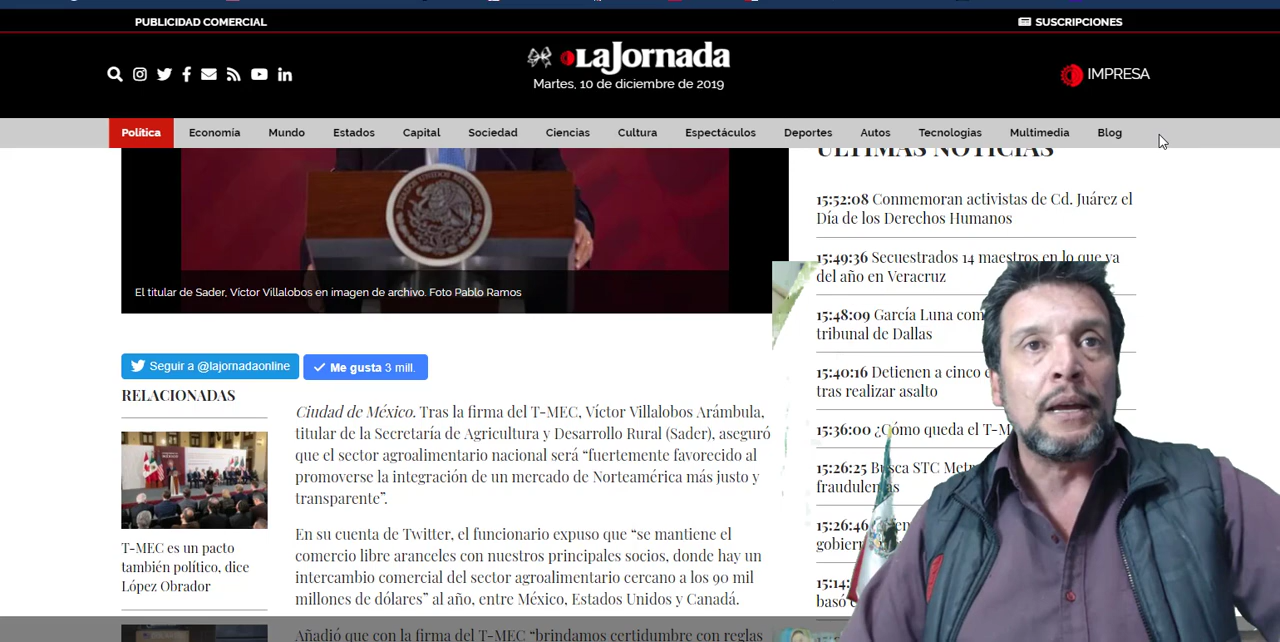 PUBLICIDAD COMERCIAL
SUSCRIPCIONES
LaJornada
Martes, 10 de diciembre de 2019
IMPRESA
Política Economía Mundo Estados Capital Sociedad Ciencias Cultura Espectáculos Deportes Autos Tecnologias Multimedia Blog
El titular de Sader, Víctor Villalobos en imagen de archivo. Foto Pablo Ramos
Seguir a @lajornadaonline
Me gusta 3 mill.
RELACIONADAS
T-MEC es un pacto
también político, dice
López Obrador
Ciudad de México. Tras la firma del T-MEC, Víctor Villalobos Arámbula,
titular de la Secretaría de Agricultura y Desarrollo Rural (Sader), aseguró
que el sector agroalimentario nacional será “fuertemente favorecido al
promoverse la integración de un mercado de Norteamérica más justo y
transparente”.
En su cuenta de Twitter, el funcionario expuso que “se mantiene el
comercio libre aranceles con nuestros principales socios, donde hay un
intercambio comercial del sector agroalimentario cercano a los 90 mil
millones de dólares” al año, entre México, Estados Unidos y Canadá.
Añadió que con la firma del T-MEC “brindamos certidumbre con reglas
ÚLTIMAS NOTICIAS
15:52:08 Conmemoran activistas de Cd. Juárez el
Día de los Derechos Humanos
15:49:36 Secuestrados 14 maestros en lo que va
del año en Veracruz
15:48:09 García Luna
tribunal de Dallas
15:40:16 Detienen a cinco
tras realizar asalto
15:36:00 ¿Cómo queda el
15:26:25 Busca STC
15:26:46
15:14:
basó